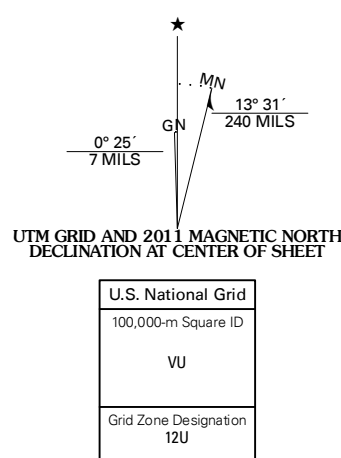 ★
MN
GN
13° 31´
240 MILS
0° 25´
7 MILS
UTM GRID AND 2011 MAGNETIC NORTH
DECLINATION AT CENTER OF SHEET
U.S. National Grid
100,000-m Square ID
VU
Grid Zone Designation
12U